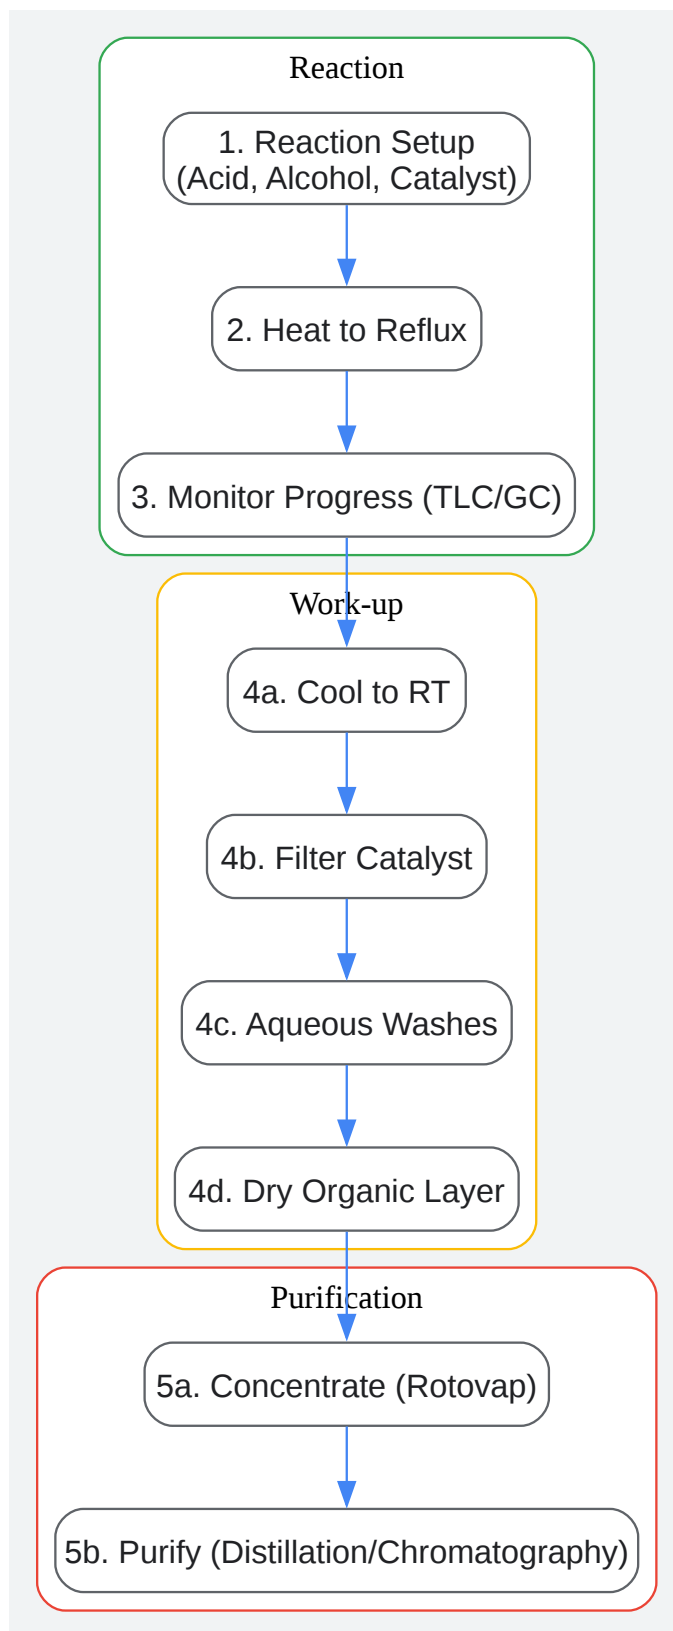 Reaction
1. Reaction Setup
(Acid, Alcohol, Catalyst)
2. Heat to Reflux
3. Monitor Progress (TLC/GC)
Work-up
4a. Cool to RT
4b. Filter Catalyst
4c. Aqueous Washes
4d. Dry Organic Layer
Purification
5a. Concentrate (Rotovap)
5b. Purify (Distillation/Chromatography)